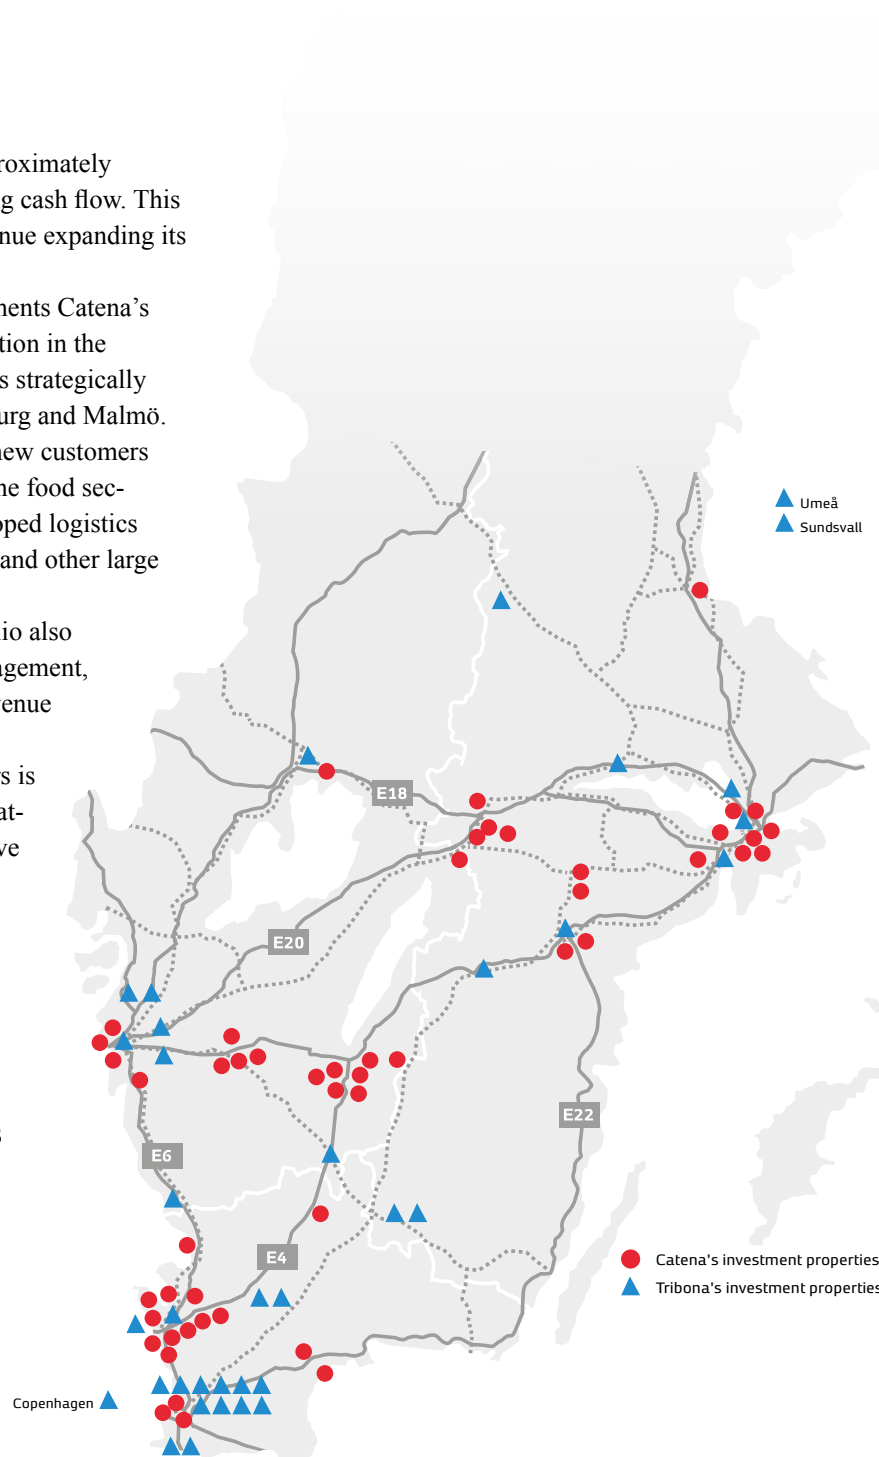 roximately
g cash flow. This
nue expanding its
nents Catena’s
tion in the
s strategically
urg and Malmö.
new customers
he food sec-
oped logistics
and other large
io also
agement,
venue
s is
at-
ve
Umeå
Sundsvall
E18
E20
E22
E6
E4
Catena's investment properties
Tribona's investment properties
Copenhagen